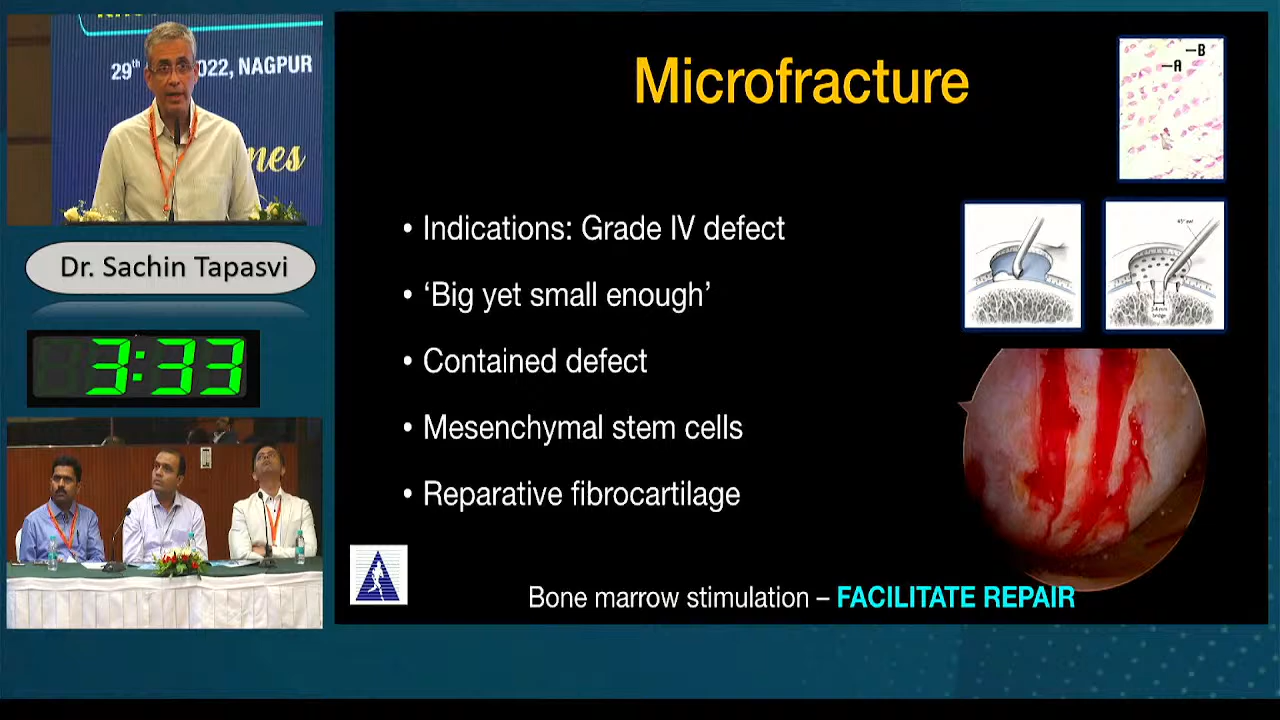 29th 2022, NAGPUR
Dr. Sachin Tapasvi
3:33
Microfracture
B
A
• Indications: Grade IV defect
• ‘Big yet small enough’
• Contained defect
• Mesenchymal stem cells
• Reparative fibrocartilage
bridge
Bone marrow stimulation – FACILITATE REPAIR